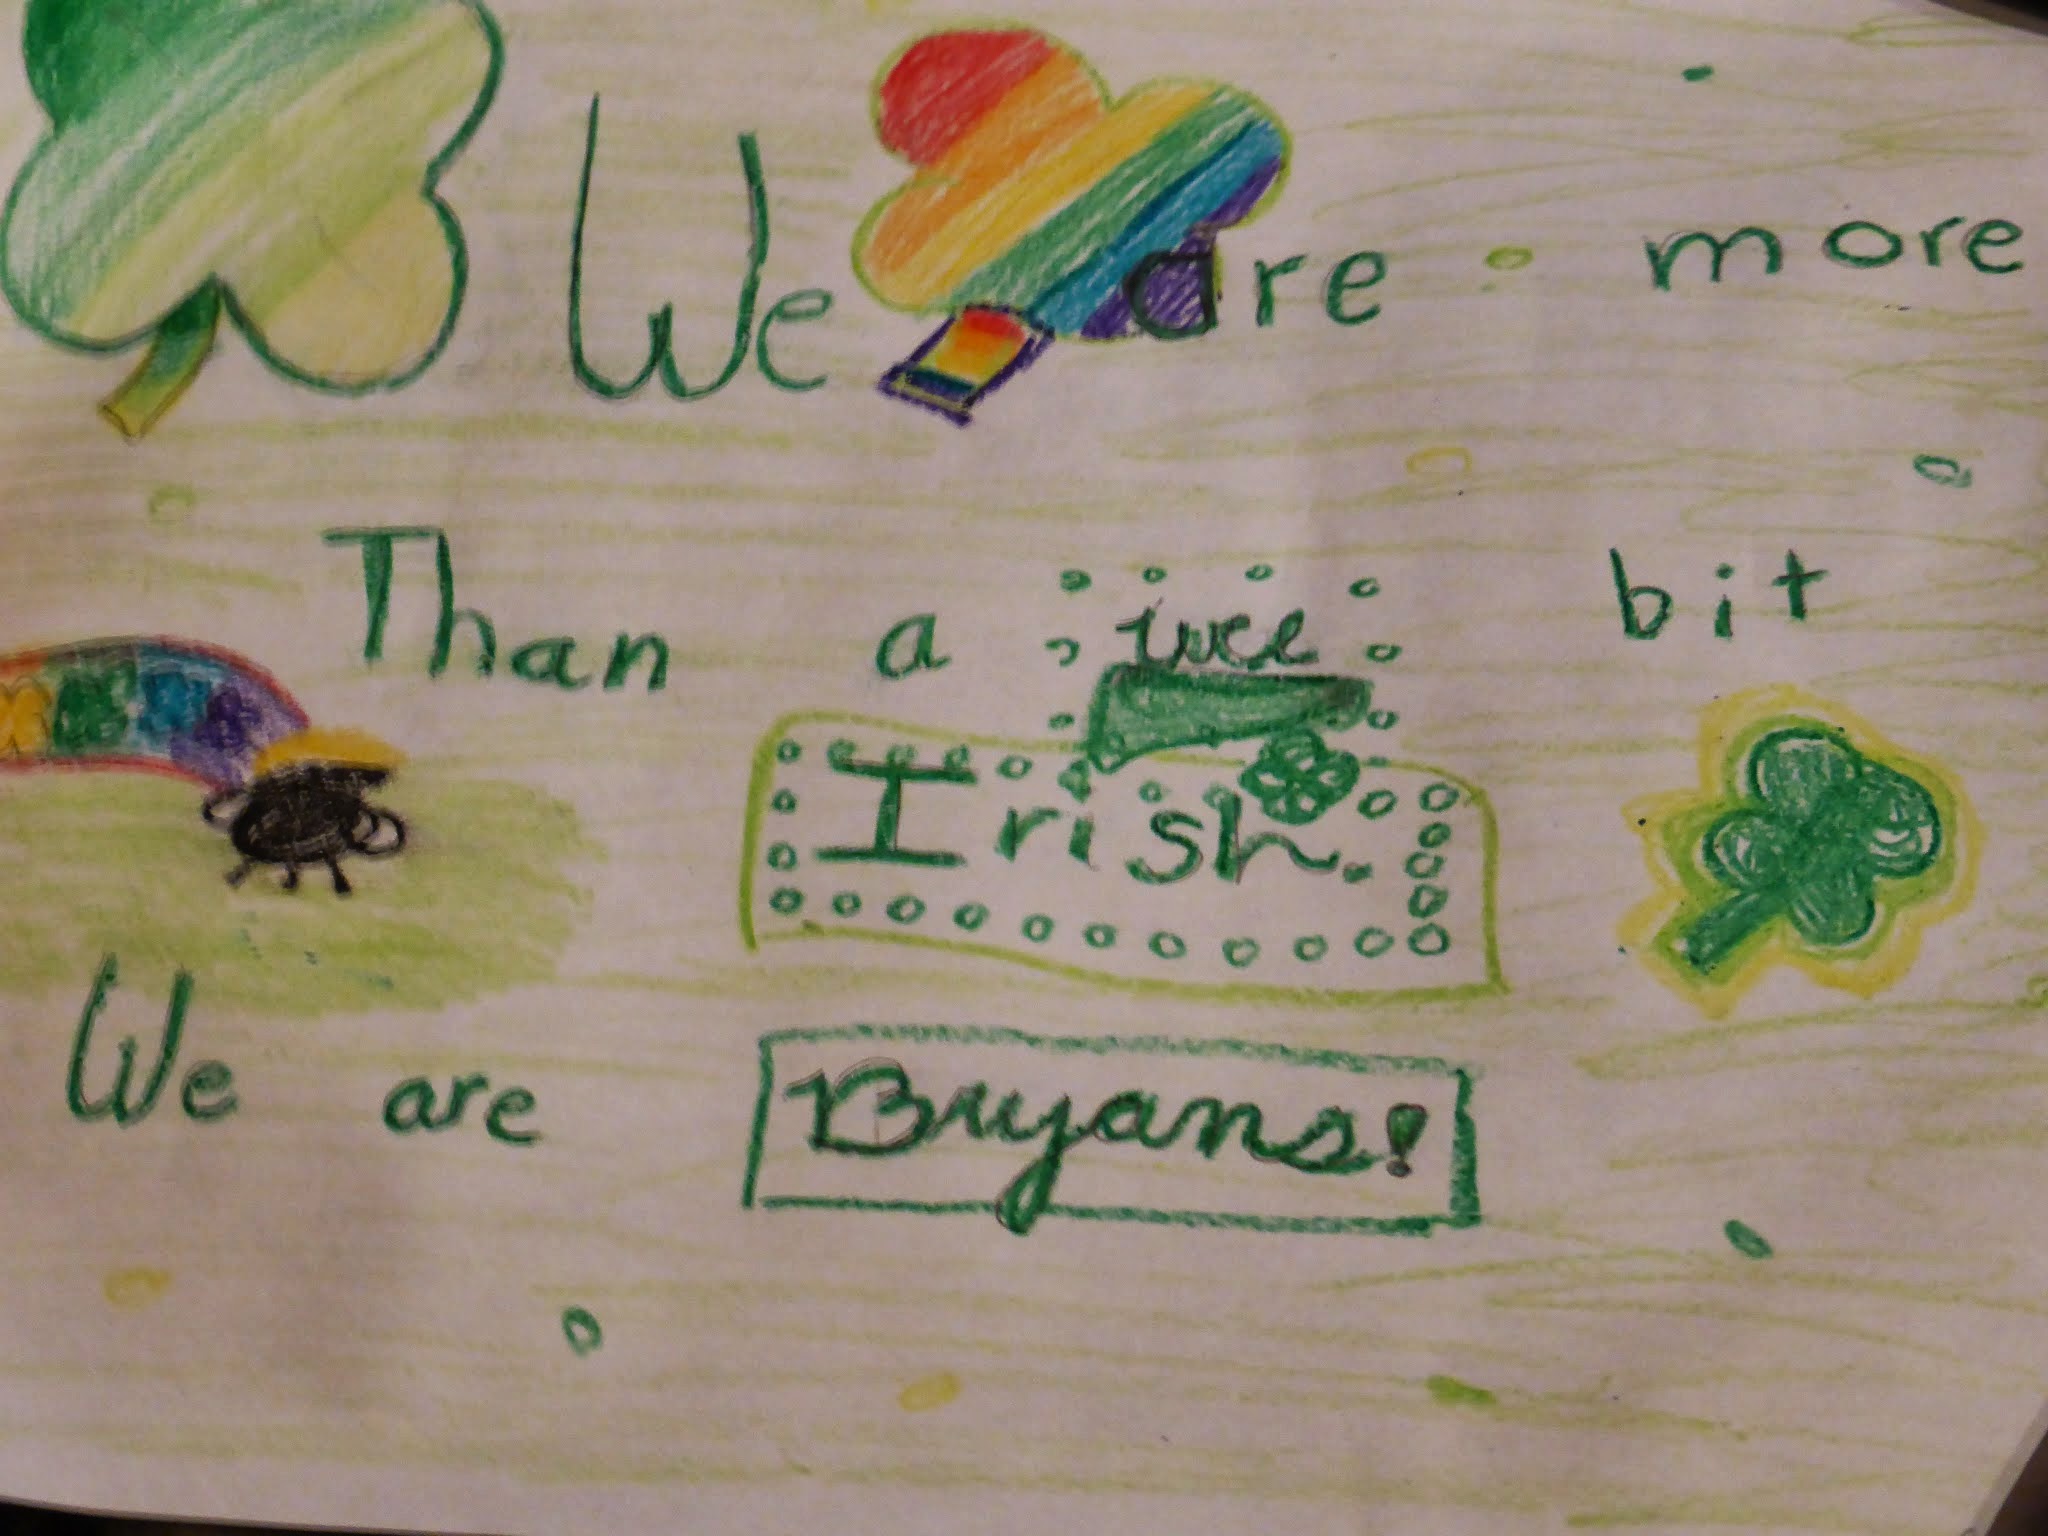 We are more
Than a wee bit
Irish.
We are Bryans!